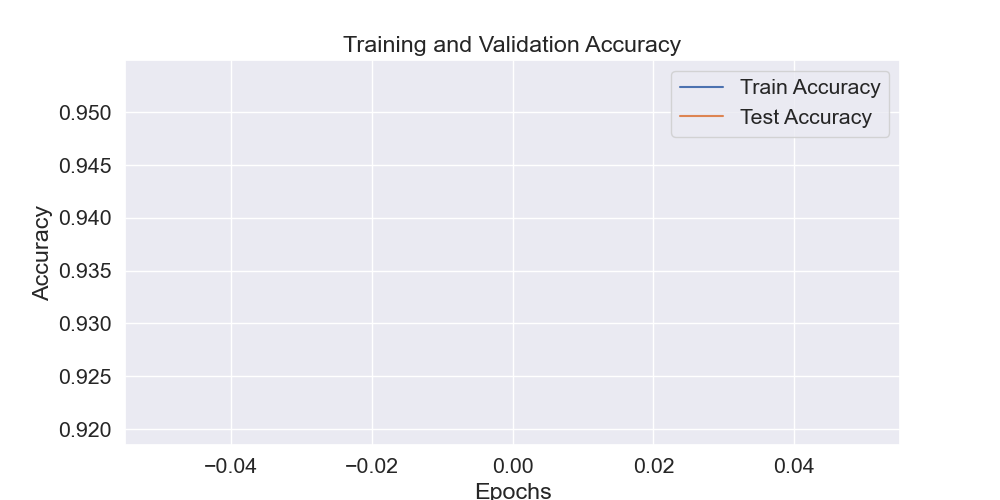 Training and Validation Accuracy
Train Accuracy
Test Accuracy
Accuracy
0.950
0.945
0.940
0.935
0.930
0.925
0.920
−0.04
−0.02
0.00
0.02
0.04
Epochs